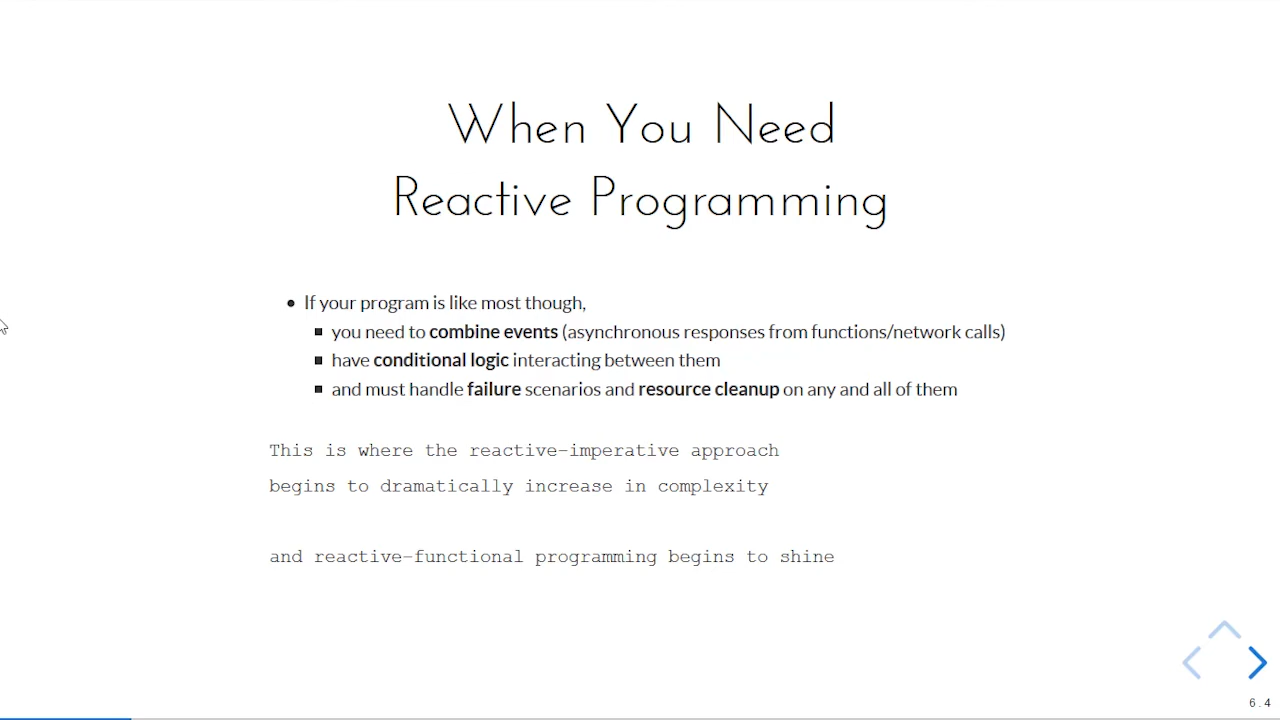 When You Need
Reactive Programming
• If your program is like most though,
▪ you need to combine events (asynchronous responses from functions/network calls)
▪ have conditional logic interacting between them
▪ and must handle failure scenarios and resource cleanup on any and all of them
This is where the reactive-imperative approach
begins to dramatically increase in complexity
and reactive-functional programming begins to shine
6.4